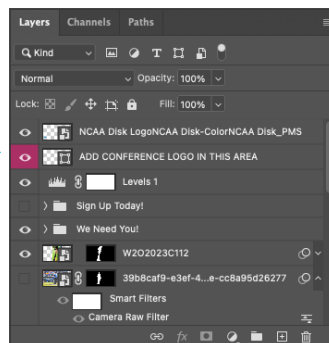 Layers Channels Paths
Kind
Normal Opacity: 100%
Lock: Fill: 100%
NCAA Disk LogoNCAA Disk-ColorNCAA Disk_PMS
ADD CONFERENCE LOGO IN THIS AREA
Levels 1
Sign Up Today!
We Need You!
W2O2023C112
39b8caf9-e3ef-4...e-cc8a95d26277
Smart Filters
Camera Raw Filter
fx